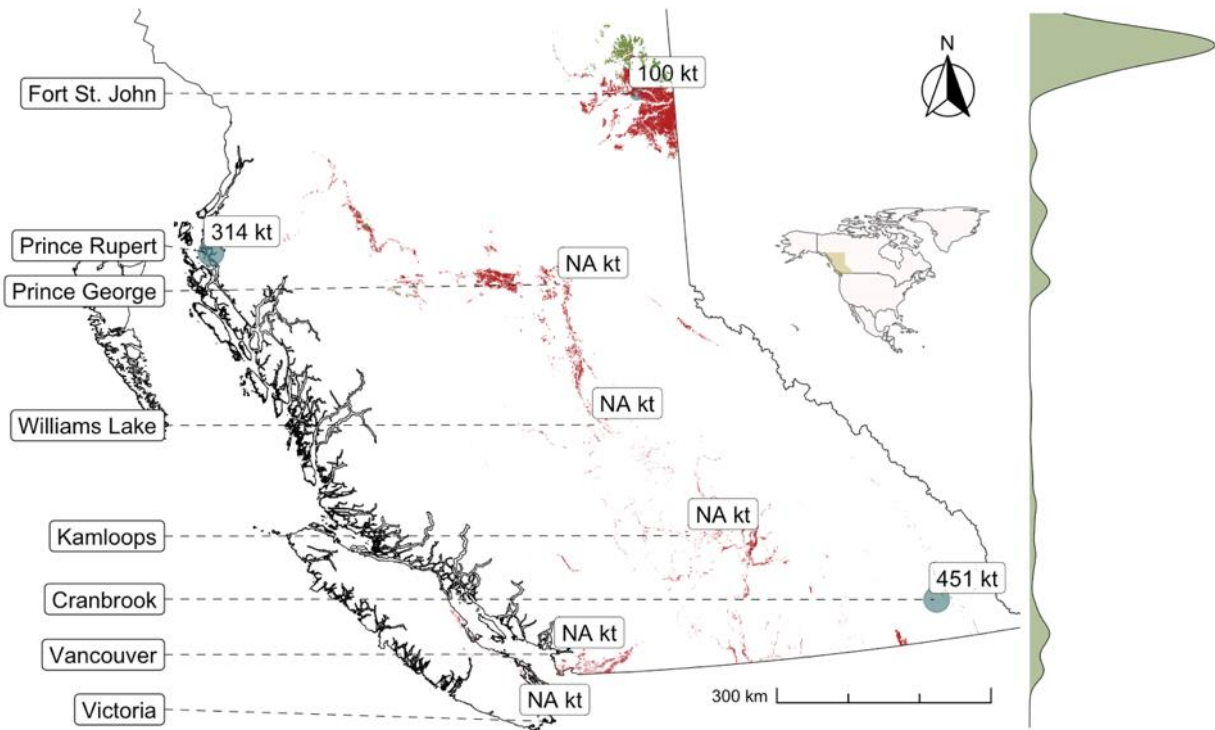 N
Fort St. John
100 kt
Prince Rupert
314 kt
Prince George
NA kt
Williams Lake
NA kt
Kamloops
NA kt
Cranbrook
451 kt
Vancouver
NA kt
Victoria
NA kt
300 km